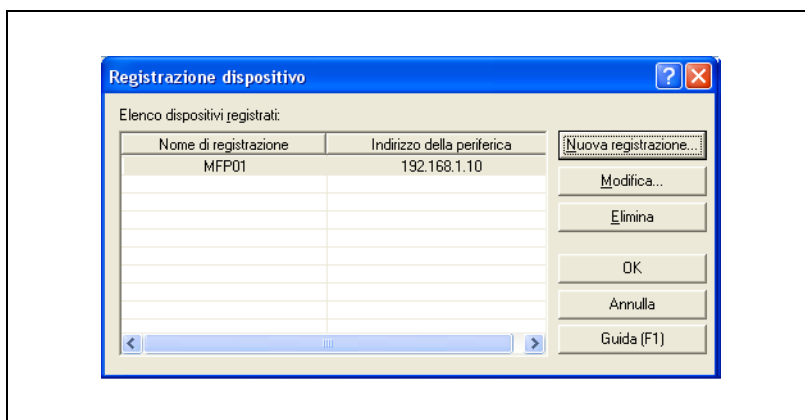 Registrazione dispositivo
Elenco dispositivi registrati:
Nome di registrazione Indirizzo della periferica
MFP01 192.168.1.10
Nuova registrazione...
Modifica...
Elimina
OK
Annulla
Guida (F1)